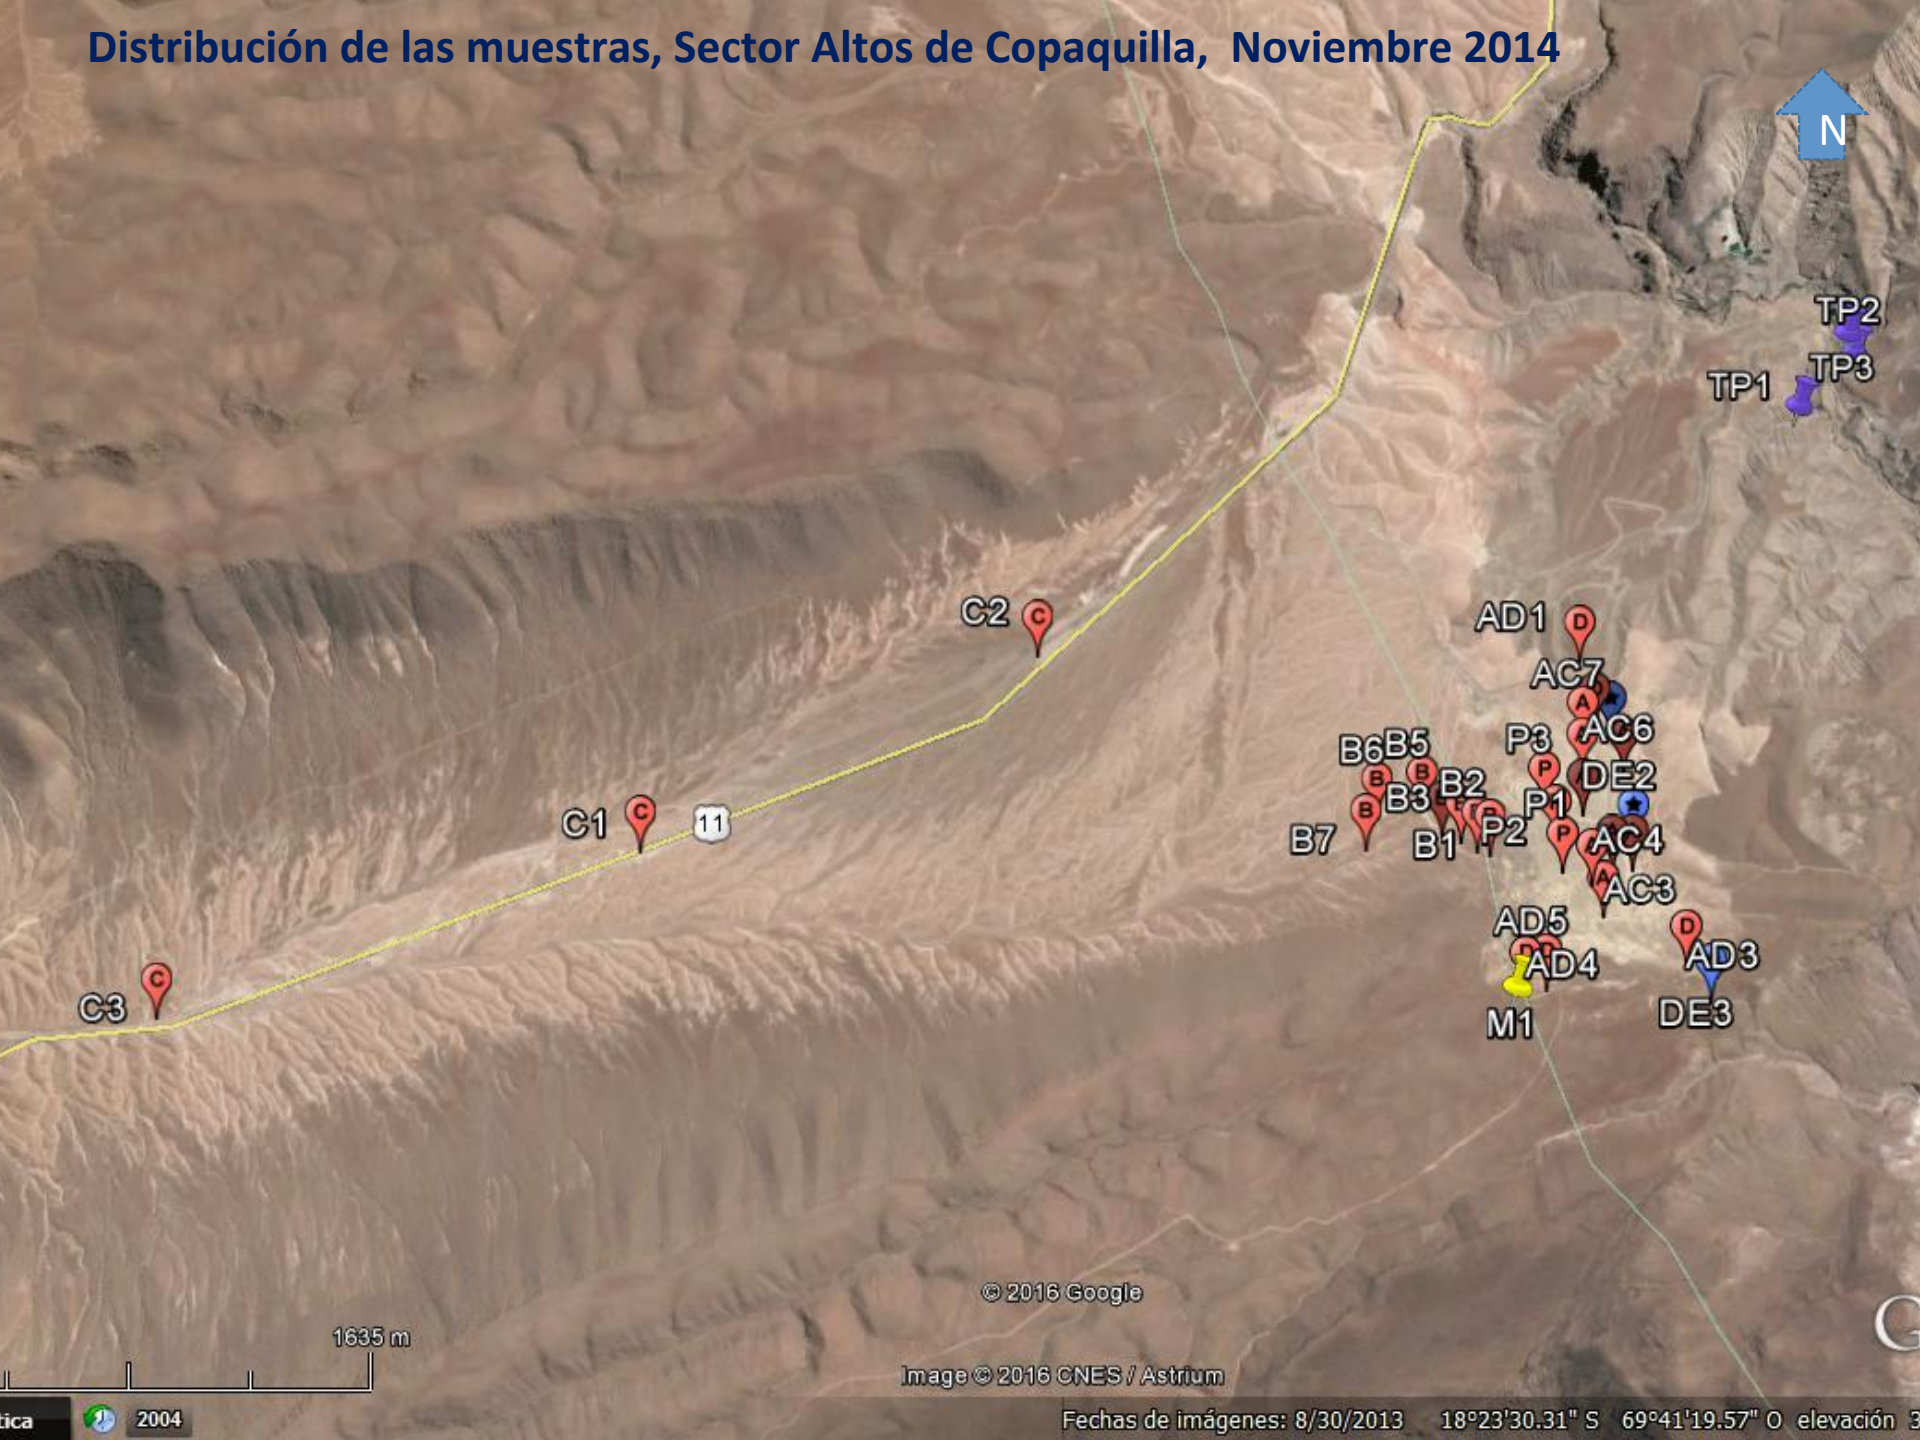 Distribución de las muestras, Sector Altos de Copaquilla, Noviembre 2014
N
TP2
TP3
TP1
C2
C
AD1
D
AC7
A
AC6
P3
P
B6
B5
B
B
DE2
B2
B3
P1
B
B7
B1
P2
P
AC4
C1
C
11
A
AC3
AD5
D
AD4
AD3
M1
DE3
C3
C
© 2016 Google
1635 m
Image © 2016 CNES / Astrium
G
tica
2004
Fechas de imágenes: 8/30/2013 18°23'30.31" S 69°41'19.57" O elevación 3